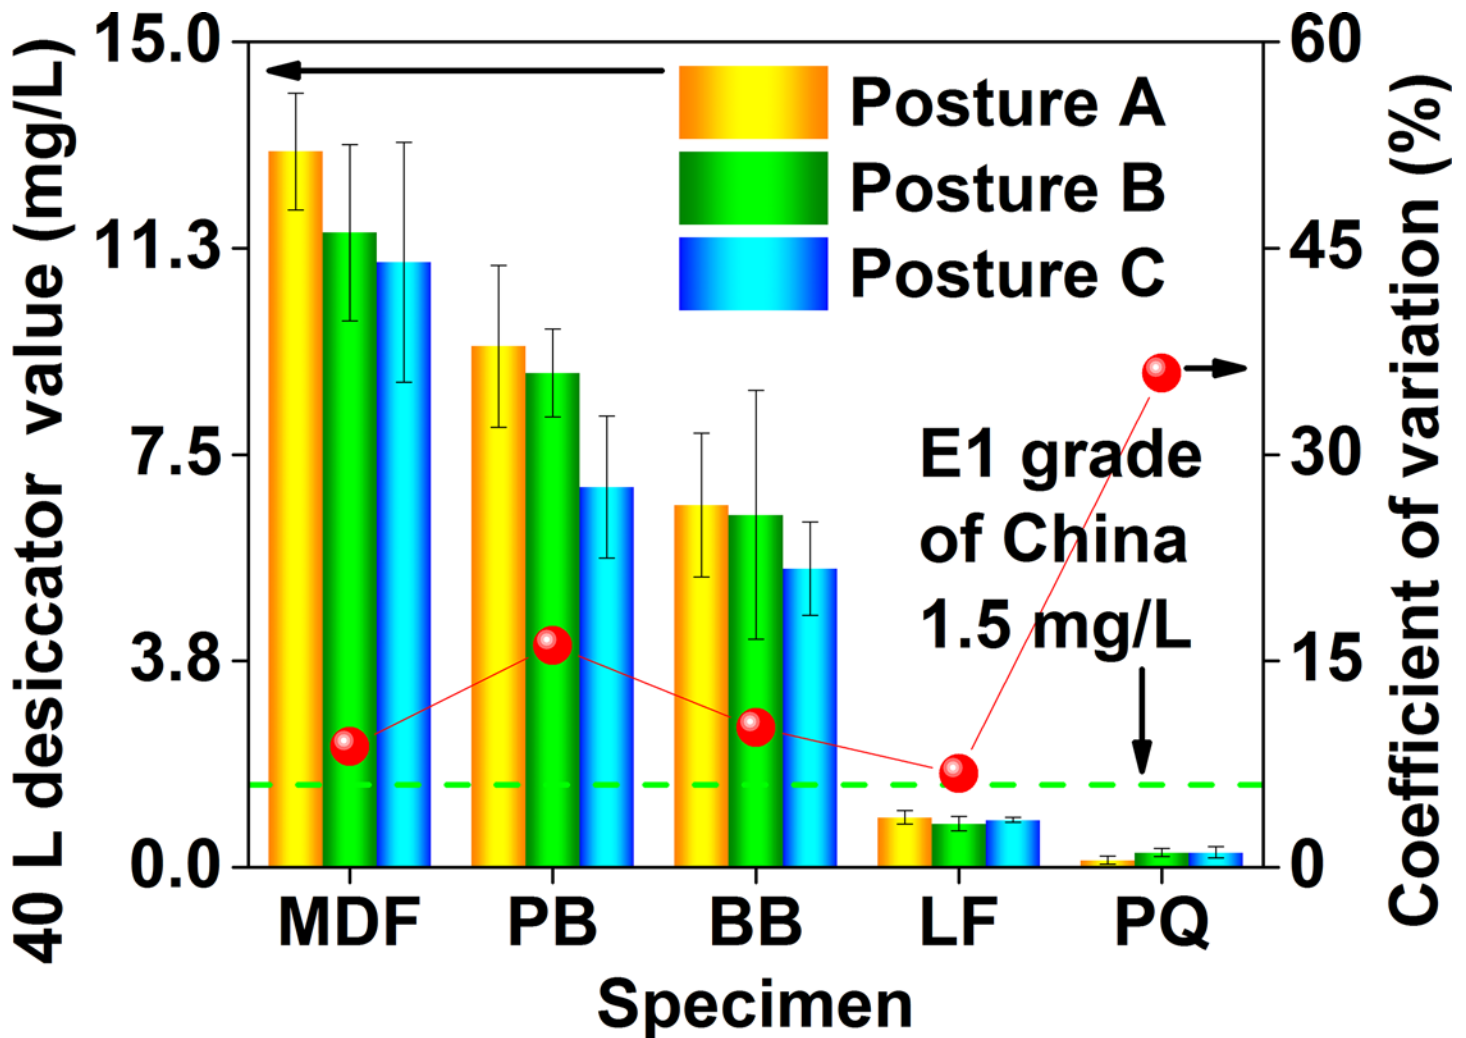 40 L desiccator value (mg/L)
15.0
11.3
7.5
3.8
0.0
Posture A
Posture B
Posture C
E1 grade
of China
1.5 mg/L
60
45
30
15
0
Coefficient of variation (%)
MDF
PB
BB
LF
PQ
Specimen